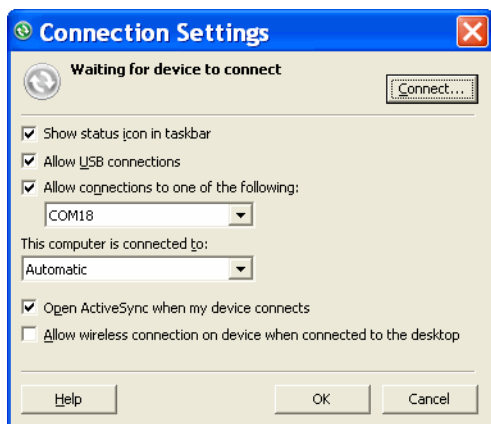 Connection Settings
Waiting for device to connect
Connect...
Show status icon in taskbar
Allow USB connections
Allow connections to one of the following:
COM18
This computer is connected to:
Automatic
Open ActiveSync when my device connects
Allow wireless connection on device when connected to the desktop
Help OK Cancel